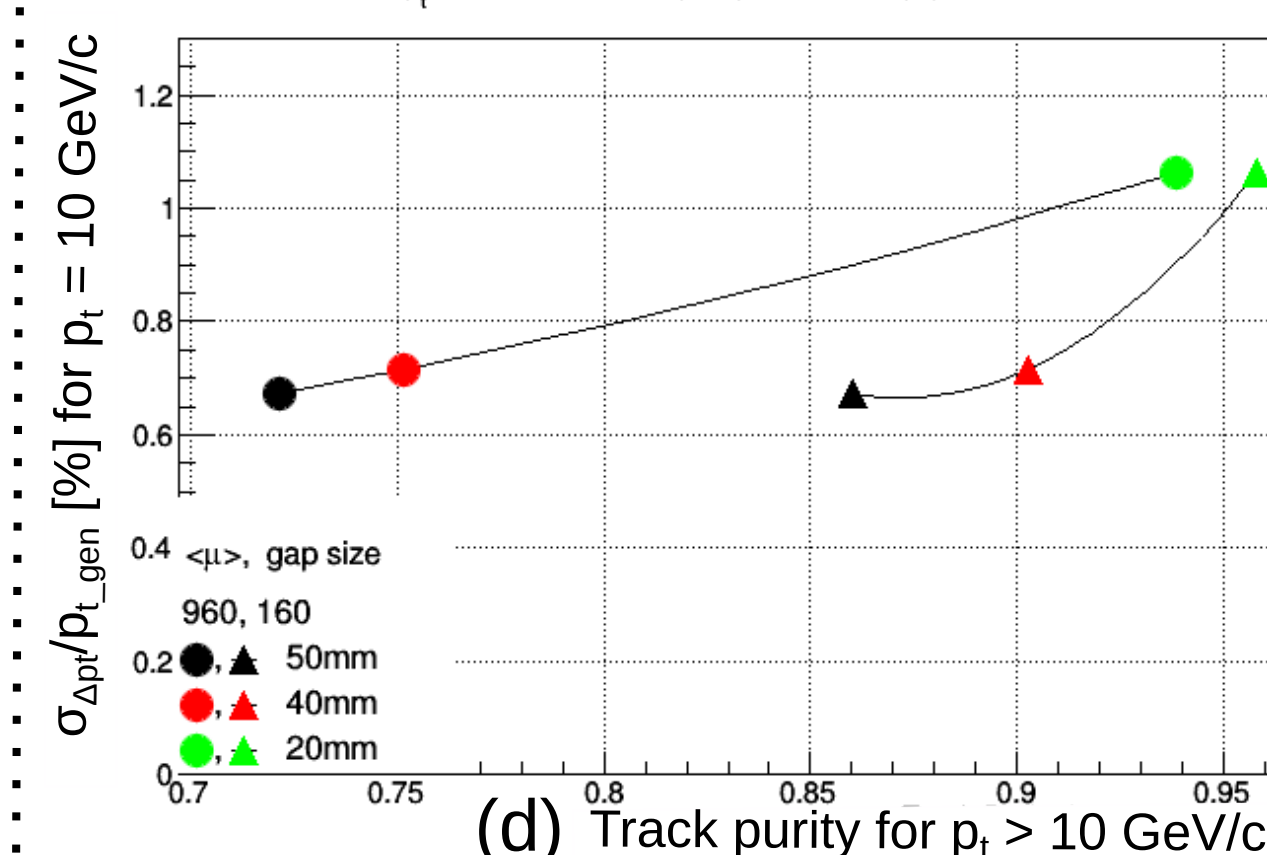 σΔpt/pt_gen [%] for pt = 10 GeV/c
1.2
1
0.8
0.6
0.4
0.2
0
<μ>, gap size
960, 160
, 50mm
, 40mm
, 20mm
0.7 0.75 0.8 0.85 0.9 0.95
(d) Track purity for pt > 10 GeV/c